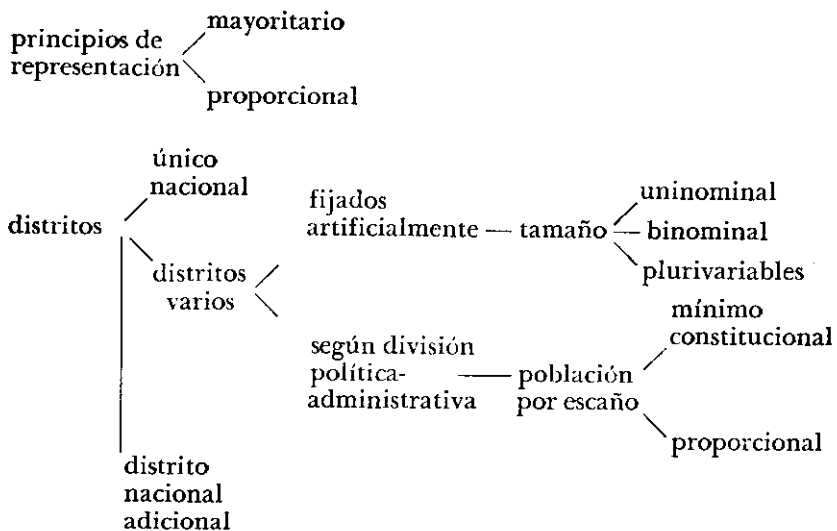 principios de
representación
mayoritario
proporcional
distritos
único
nacional
distritos
varios
fijados
artificialmente
tamaño
uninominal
binominal
plurivariables
según división
política-
administrativa
población
por escaño
mínimo
constitucional
proporcional
distrito
nacional
adicional